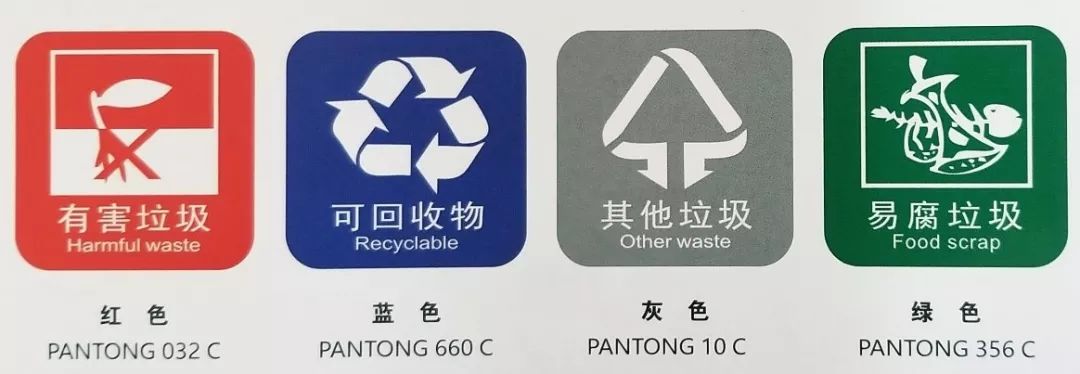 有害垃圾
Harmful waste
红 色
PANTONG 032 C
可回收物
Recyclable
蓝 色
PANTONG 660 C
其他垃圾
Other waste
灰 色
PANTONG 10 C
易腐垃圾
Food scrap
绿 色
PANTONG 356 C